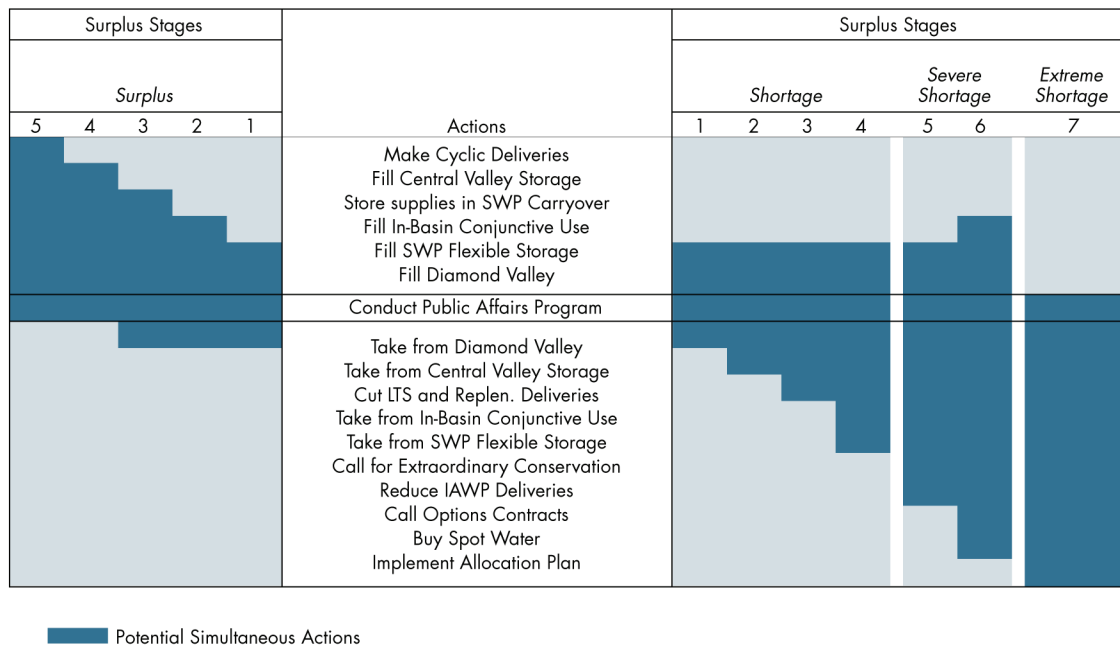 Surplus Stages
Surplus Stages
Surplus
Shortage
Severe
Shortage
Extreme
Shortage
5 4 3 2 1
Actions
1 2 3 4 5 6 7
Make Cyclic Deliveries
Fill Central Valley Storage
Store supplies in SWP Carryover
Fill In-Basin Conjunctive Use
Fill SWP Flexible Storage
Fill Diamond Valley
Conduct Public Affairs Program
Take from Diamond Valley
Take from Central Valley Storage
Cut LTS and Replen. Deliveries
Take from In-Basin Conjunctive Use
Take from SWP Flexible Storage
Call for Extraordinary Conservation
Reduce IAWP Deliveries
Call Options Contracts
Buy Spot Water
Implement Allocation Plan
Potential Simultaneous Actions